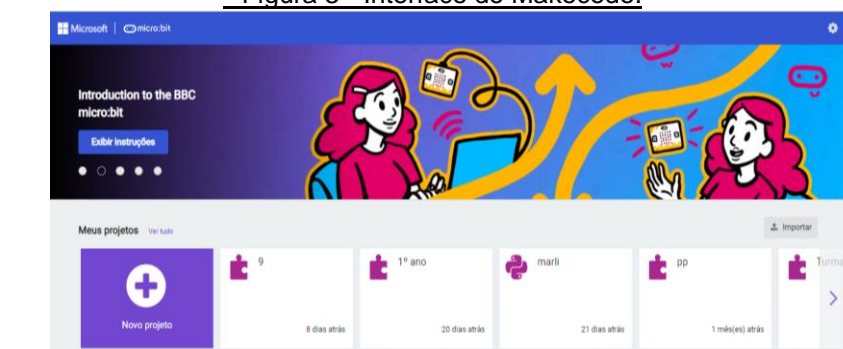 Microsoft | micro:bit
Introduction to the BBC
micro:bit
Exibir instruções
Meus projetos Ver tudo
Importar
Novo projeto
9
8 dias atrás
1º ano
20 dias atrás
marli
21 dias atrás
pp
1 mês(es) atrás